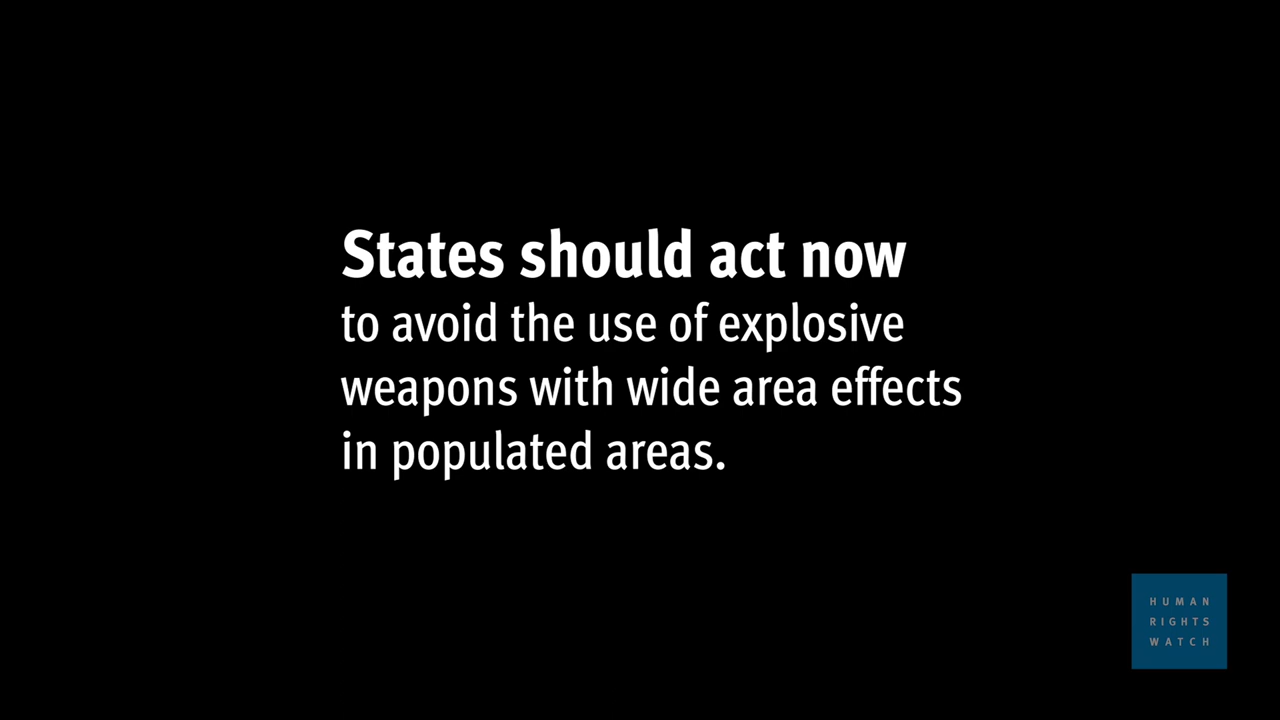 States should act now
to avoid the use of explosive
weapons with wide area effects
in populated areas.
HUMAN
RIGHTS
WATCH